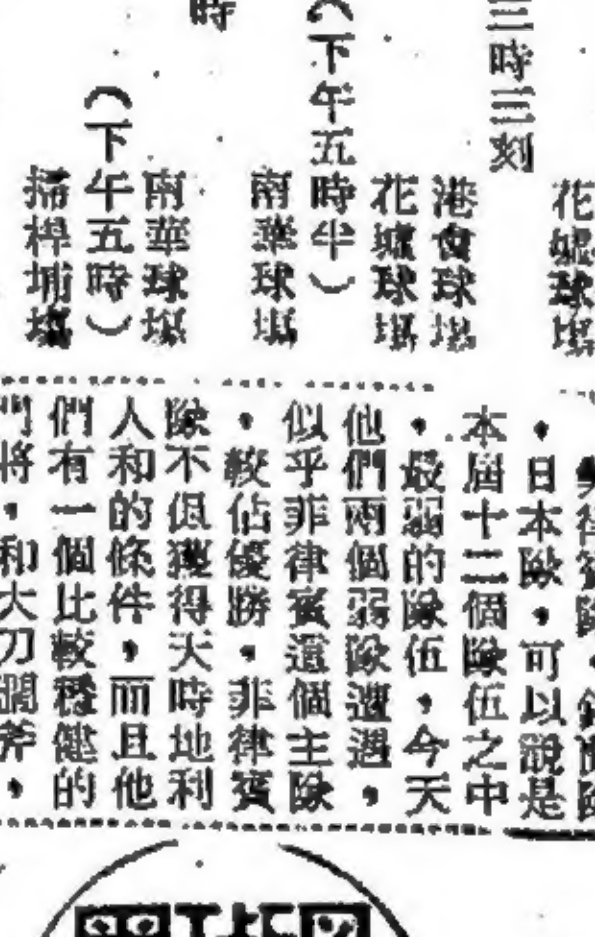 花墟球場
三時三刻
港會球場
花墟球場
(下午五時半)
南華球場
時
南華球場
(下午五時)
掃桿埔場
律賓隊,
,日本隊,可以說是
本屆十二個隊伍之中
,最弱的隊伍,今天
他們兩個弱隊遭遇,
似乎菲律賓這個主隊
,較佔優勝,菲律賓
隊不但獲得天時地利
人和的條件,而且他
們有一個比較穩健的
門將,和大刀闊斧,